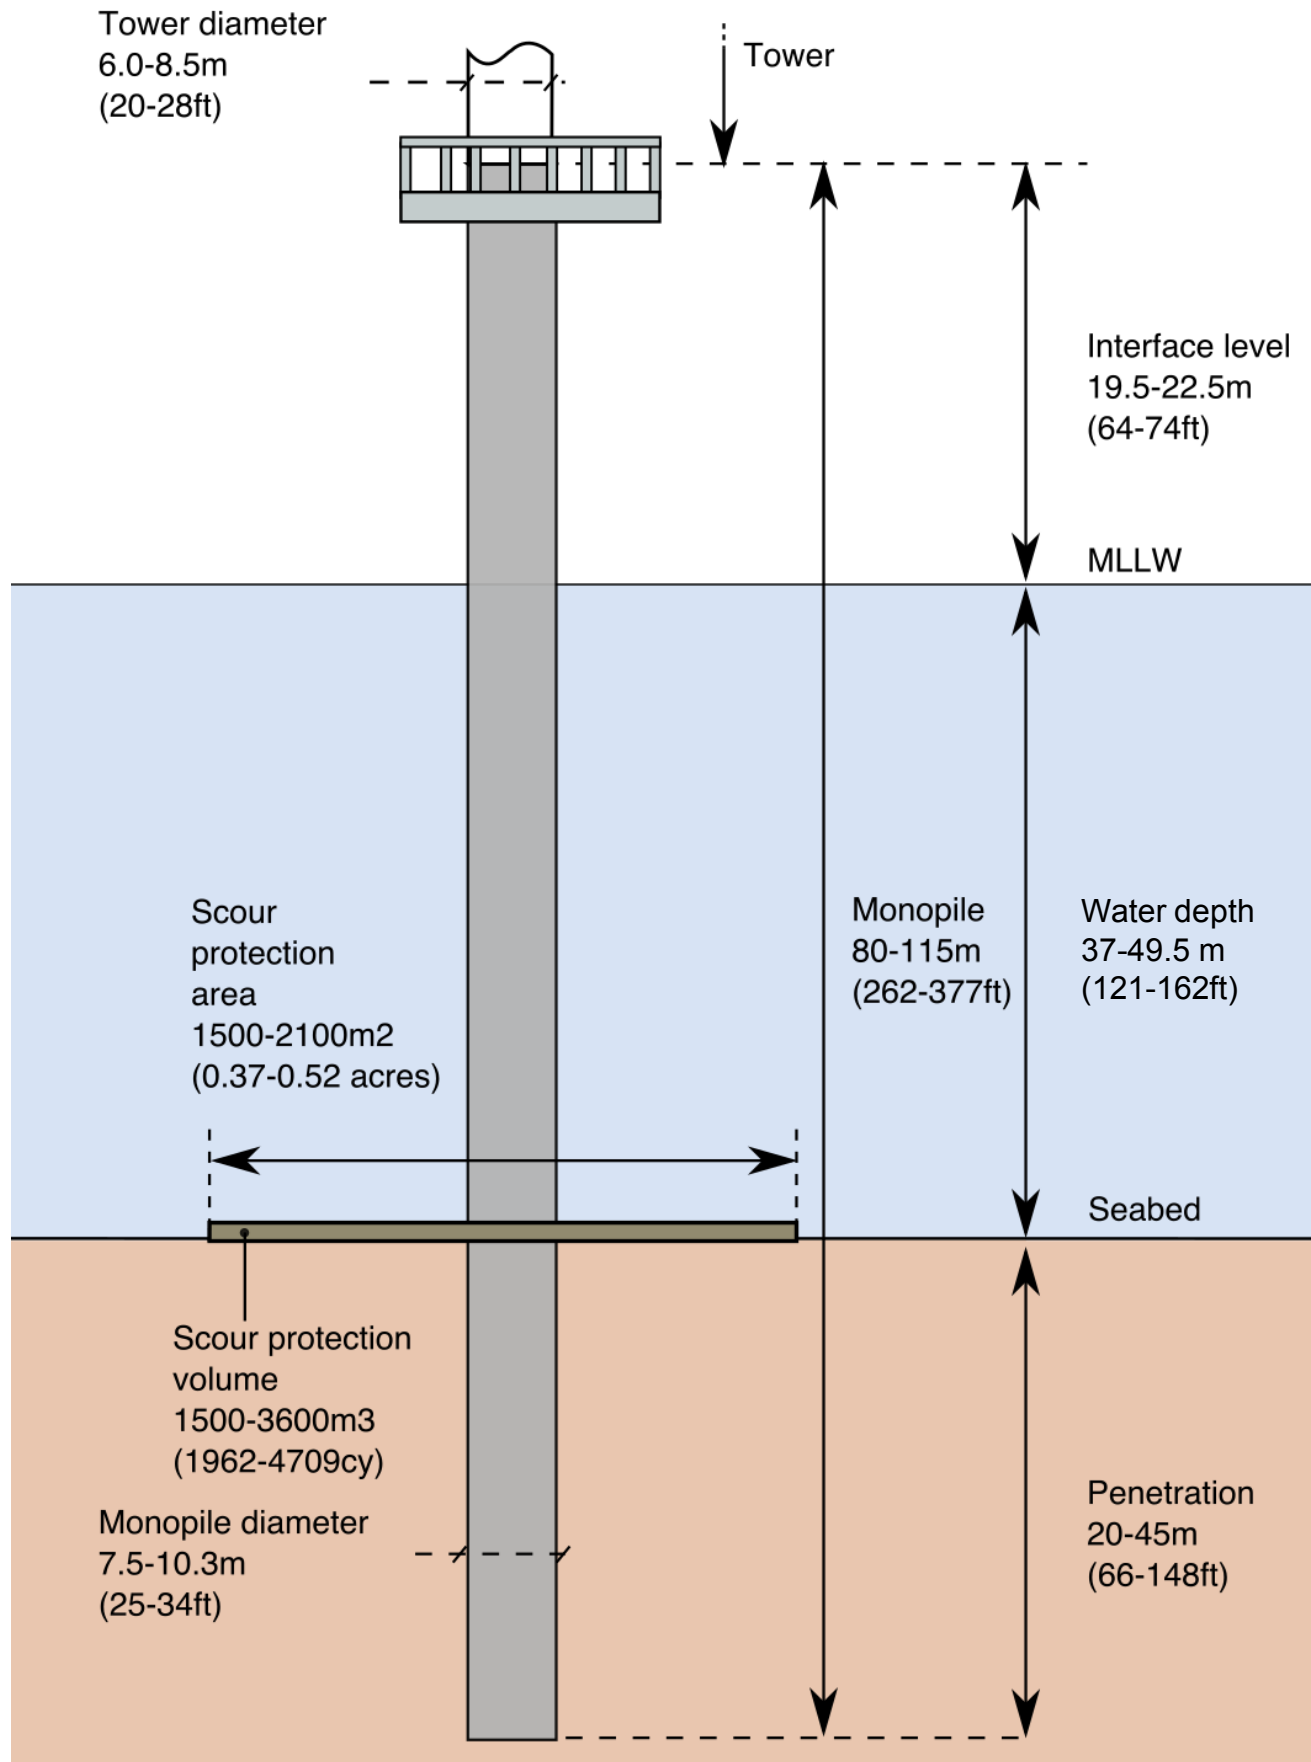 Tower diameter
6.0-8.5m
(20-28ft)
Tower
Interface level
19.5-22.5m
(64-74ft)
MLLW
Scour
protection
area
1500-2100m2
(0.37-0.52 acres)
Monopile
80-115m
(262-377ft)
Water depth
37-49.5 m
(121-162ft)
Seabed
Scour protection
volume
1500-3600m3
(1962-4709cy)
Monopile diameter
7.5-10.3m
(25-34ft)
Penetration
20-45m
(66-148ft)